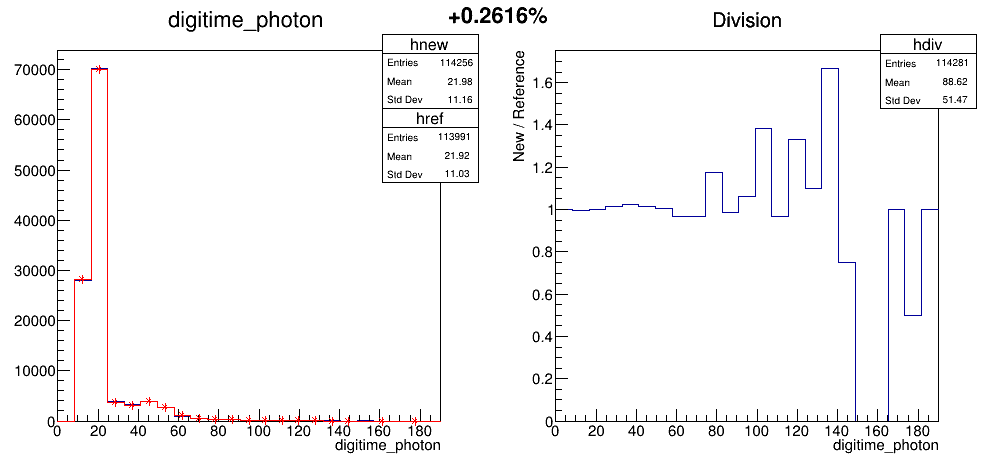 +0.2616%
digitime_photon
hnew
Entries 114256
Mean 21.98
Std Dev 11.16
href
Entries 113991
Mean 21.92
Std Dev 11.03
70000
60000
50000
40000
30000
20000
10000
0
0 20 40 60 80 100 120 140 160 180
digitime_photon
Division
hdiv
Entries 114281
Mean 88.62
Std Dev 51.47
New / Reference
1.6
1.4
1.2
1
0.8
0.6
0.4
0.2
0
0 20 40 60 80 100 120 140 160 180
digitime_photon